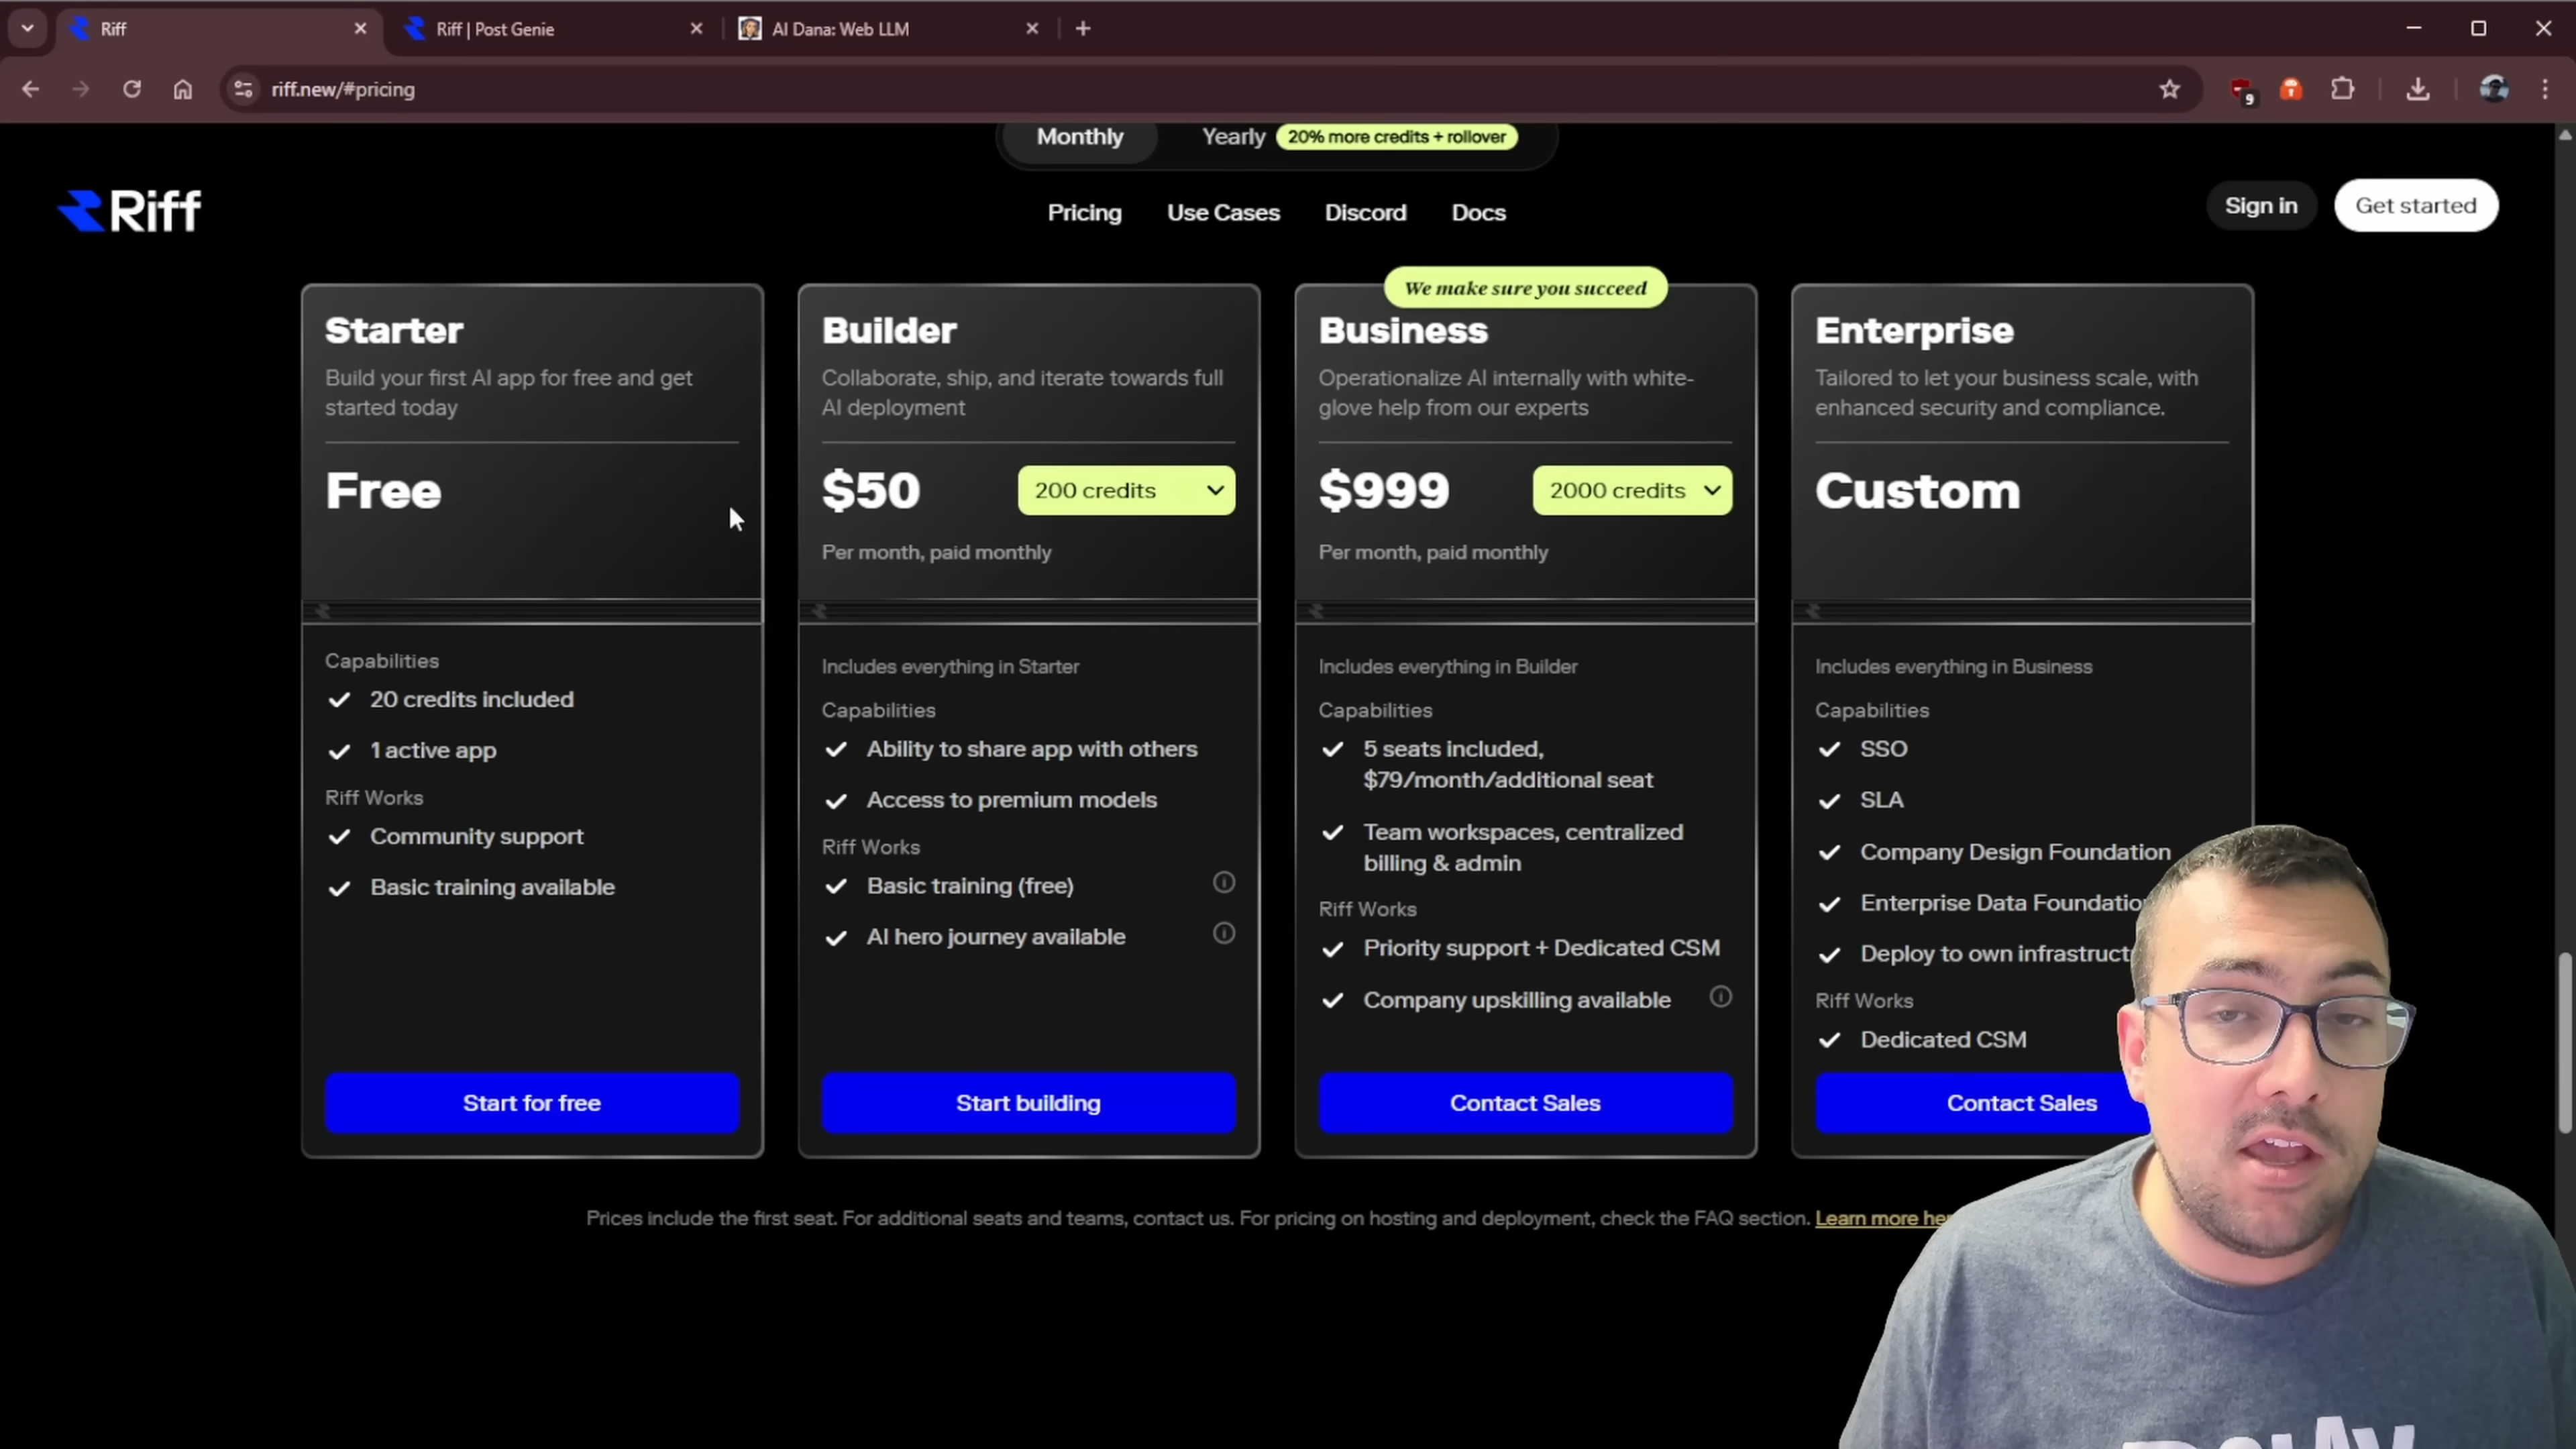 Riff
Riff | Post Genie
AI Dana: Web LLM
riff.new/#pricing
9
Monthly
Yearly
20% more credits + rollover
Riff
Pricing
Use Cases
Discord
Docs
Sign in
Get started
Starter
Build your first AI app for free and get
started today
Free
Capabilities
20 credits included
1 active app
Riff Works
Community support
Basic training available
Start for free
Builder
Collaborate, ship, and iterate towards full
AI deployment
$50
200 credits
Per month, paid monthly
Includes everything in Starter
Capabilities
Ability to share app with others
Access to premium models
Riff Works
Basic training (free)
AI hero journey available
Start building
We make sure you succeed
Business
Operationalize AI internally with white-
glove help from our experts
$999
2000 credits
Per month, paid monthly
Includes everything in Builder
Capabilities
5 seats included,
$79/month/additional seat
Team workspaces, centralized
billing & admin
Riff Works
Priority support + Dedicated CSM
Company upskilling available
Contact Sales
Enterprise
Tailored to let your business scale, with
enhanced security and compliance.
Custom
Includes everything in Business
Capabilities
SSO
SLA
Company Design Foundation
Enterprise Data
Deploy to own
Riff Works
Dedicated CSM
Contact Sales
Prices include the first seat. For additional seats and teams, contact us. For pricing on hosting and deployment, check the FAQ section. Learn more